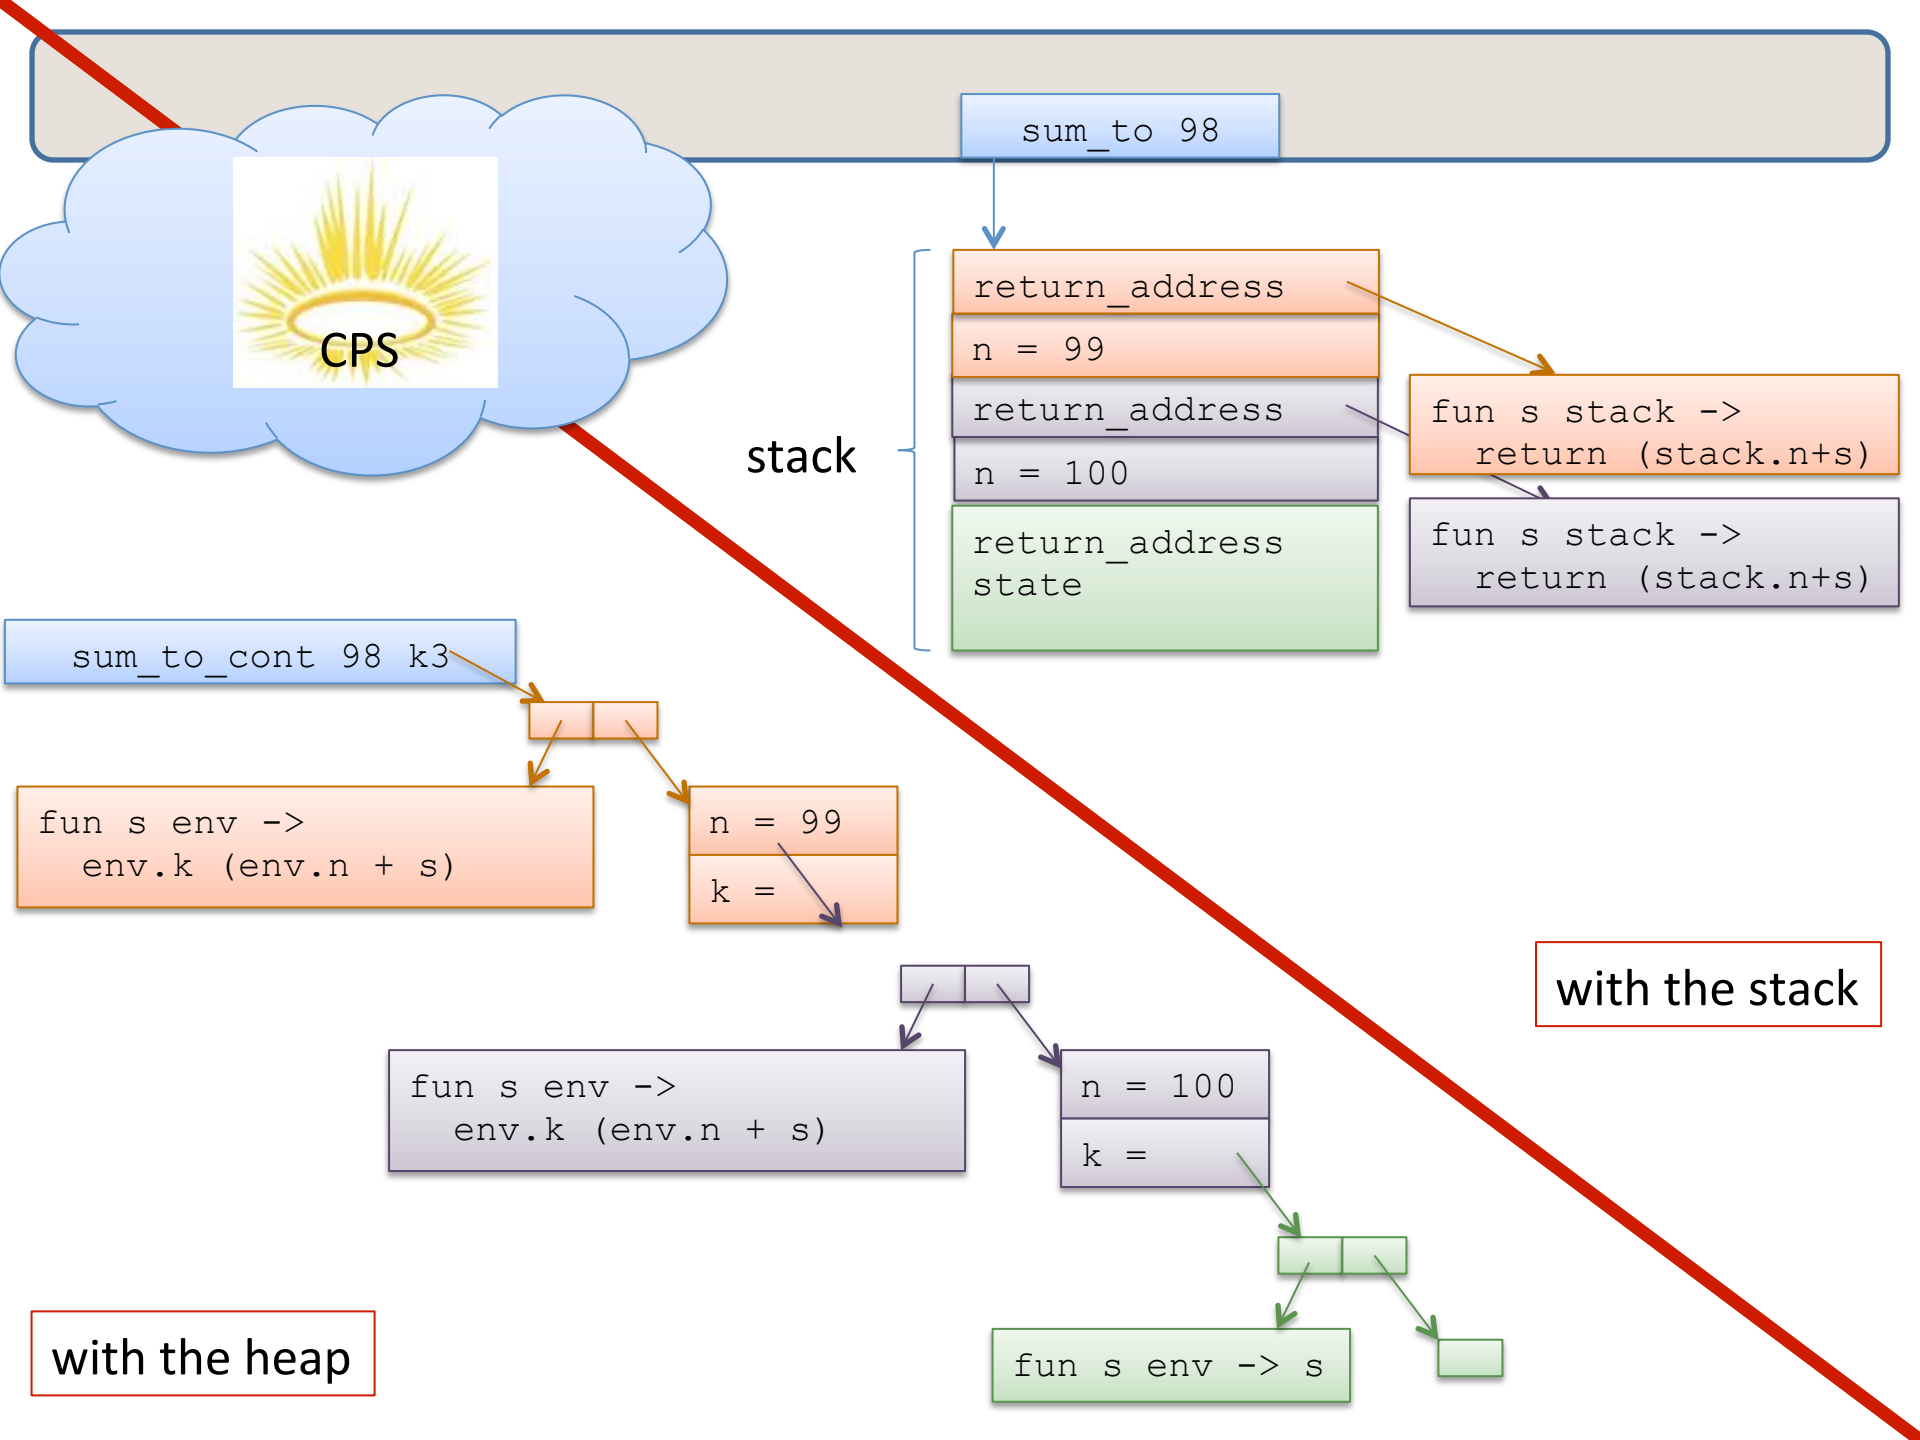 sum_to 98
CPS
return_address
n = 99
return_address
n = 100
return_address
state
stack
fun s stack ->
return (stack.n+s)
fun s stack ->
return (stack.n+s)
sum_to_cont 98 k3
fun s env ->
env.k (env.n + s)
n = 99
k =
with the stack
fun s env ->
env.k (env.n + s)
n = 100
k =
with the heap
fun s env -> s